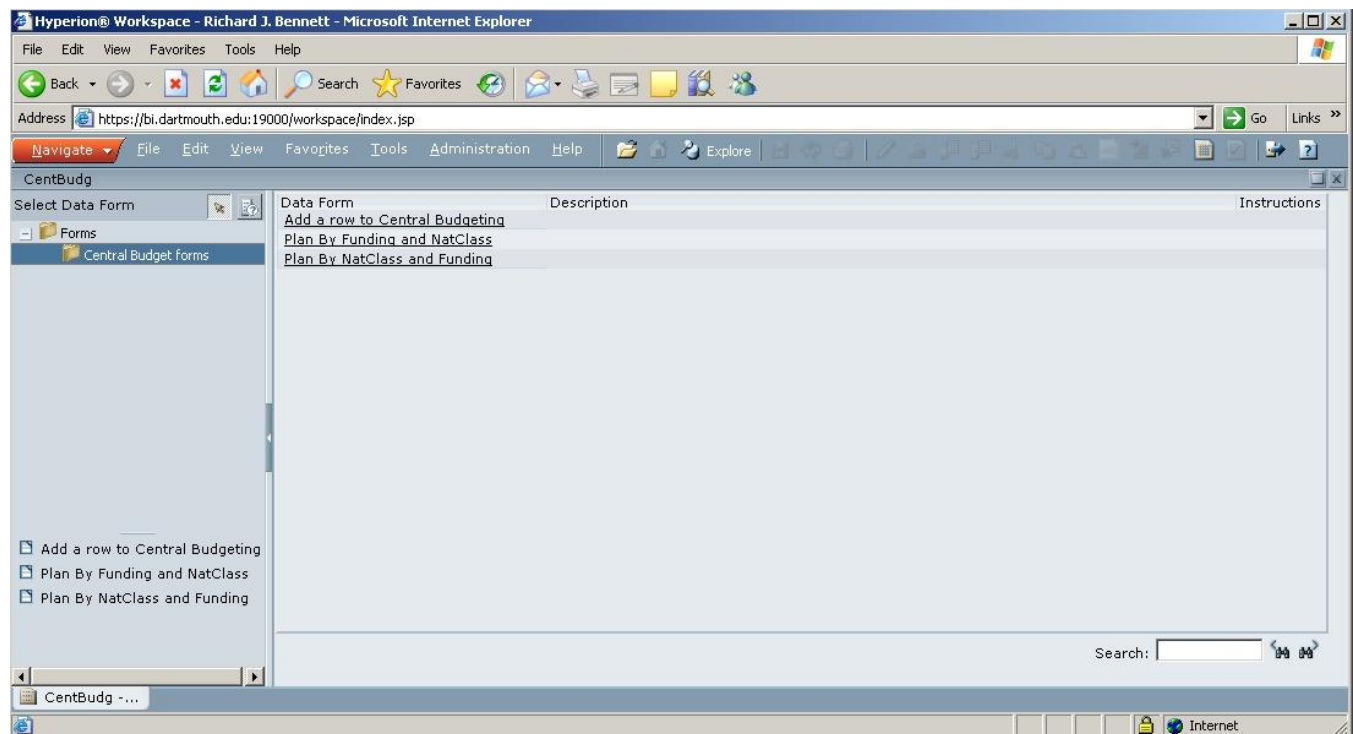 Hyperion® Workspace - Richard J. Bennett - Microsoft Internet Explorer
File Edit View Favorites Tools Help
Back Search Favorites
Address https://bi.dartmouth.edu:19000/workspace/index.jsp Go Links »
Navigate File Edit View Favorites Tools Administration Help Explore
CentBudg
Select Data Form
Forms
Central Budget forms
Data Form Description Instructions
Add a row to Central Budgeting
Plan By Funding and NatClass
Plan By NatClass and Funding
Add a row to Central Budgeting
Plan By Funding and NatClass
Plan By NatClass and Funding
Search:
CentBudg -...
Internet